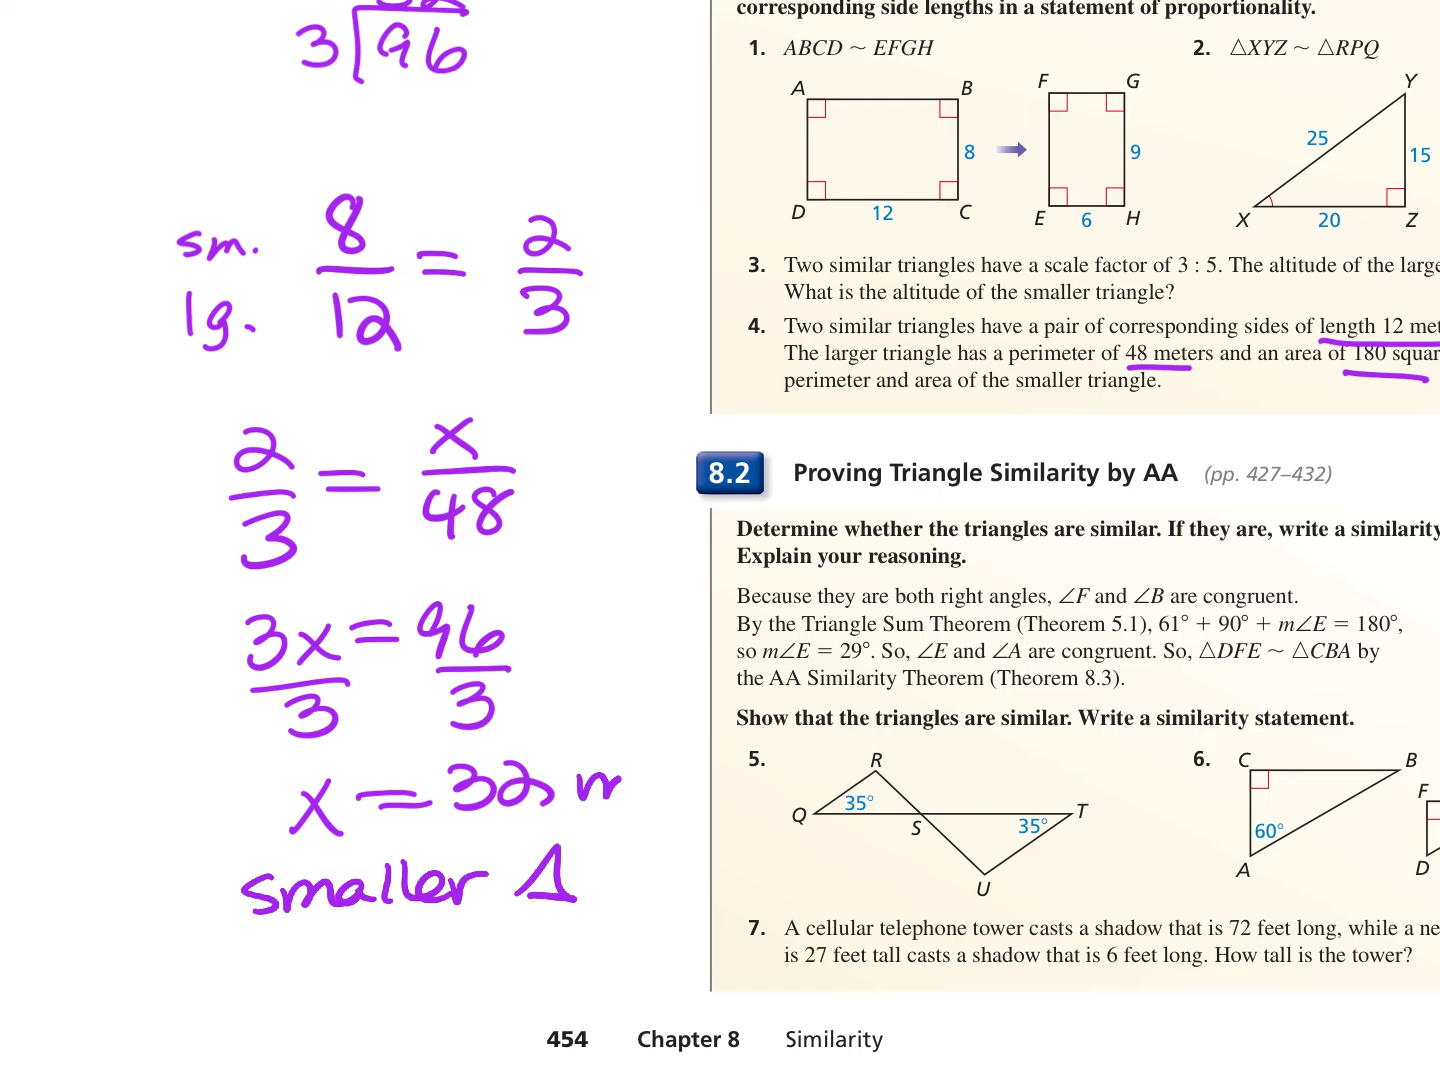 3 96
sm. 8 = 2
lg. 12 3
2 = x
3 48
3x = 96
3 3
x = 32 m
smaller Δ
corresponding side lengths in a statement of proportionality.
1. ABCD ~ EFGH
A B
8
D 12 C
F G
9
E 6 H
2. △XYZ ~ △RPQ
Y
25
15
X 20 Z
3. Two similar triangles have a scale factor of 3 : 5. The altitude of the large
What is the altitude of the smaller triangle?
4. Two similar triangles have a pair of corresponding sides of length 12 met
The larger triangle has a perimeter of 48 meters and an area of 180 squar
perimeter and area of the smaller triangle.
8.2 Proving Triangle Similarity by AA (pp. 427–432)
Determine whether the triangles are similar. If they are, write a similarity
Explain your reasoning.
Because they are both right angles, ∠F and ∠B are congruent.
By the Triangle Sum Theorem (Theorem 5.1), 61° + 90° + m∠E = 180°,
so m∠E = 29°. So, ∠E and ∠A are congruent. So, △DFE ~ △CBA by
the AA Similarity Theorem (Theorem 8.3).
Show that the triangles are similar. Write a similarity statement.
5.
R
35°
Q S 35° T
U
6.
C B
F
60°
A D
7. A cellular telephone tower casts a shadow that is 72 feet long, while a ne
is 27 feet tall casts a shadow that is 6 feet long. How tall is the tower?
454 Chapter 8 Similarity